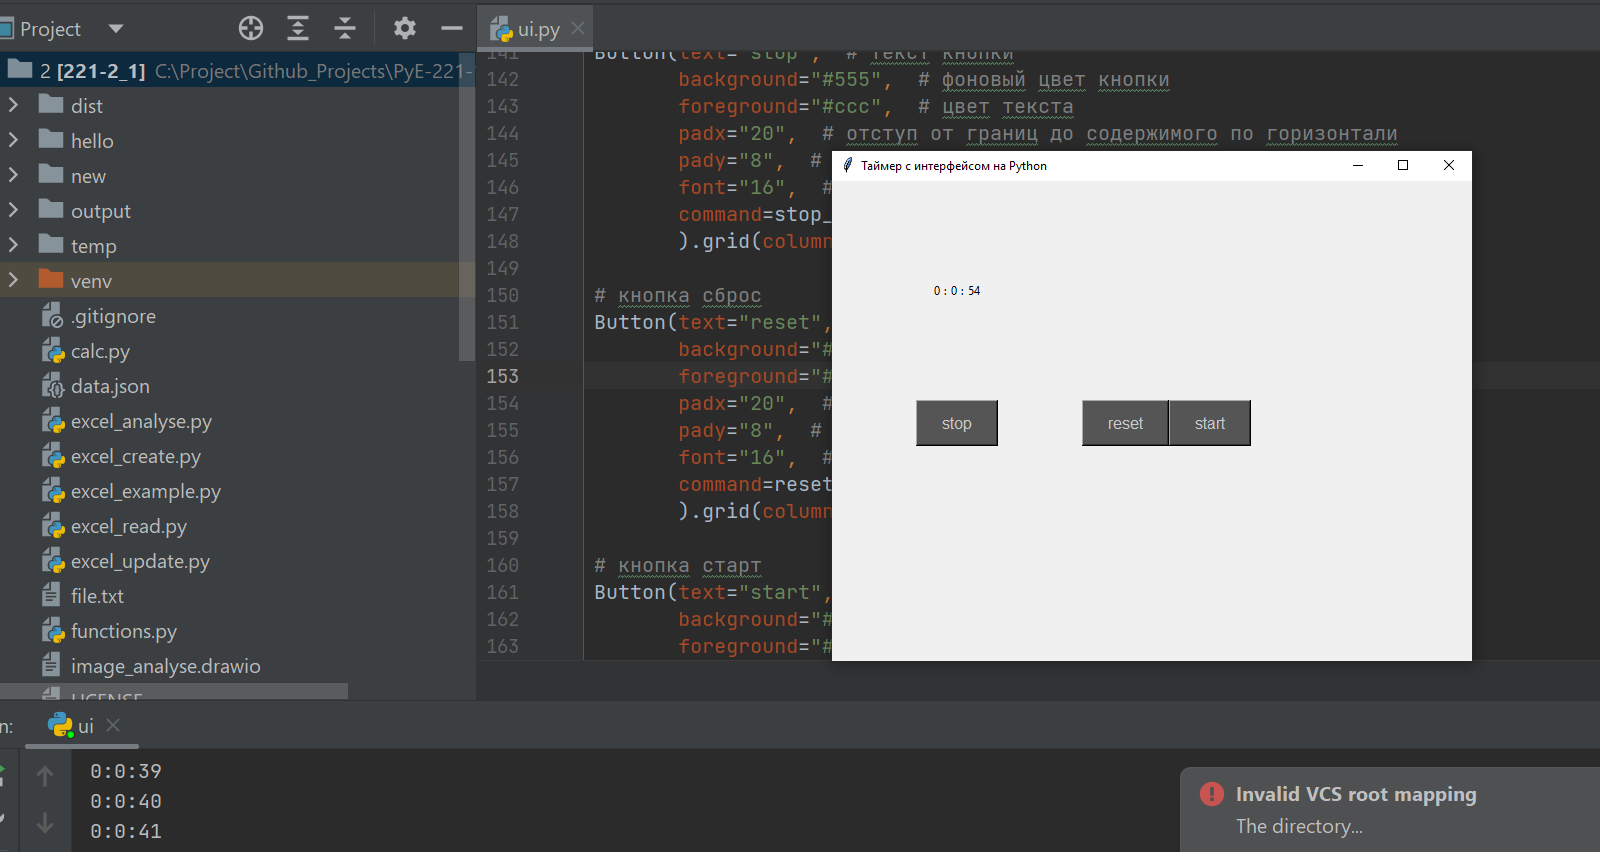 Project
2 [221-2_1] C:\Project\Github_Projects\PyE-221-
dist
hello
new
output
temp
venv
.gitignore
calc.py
data.json
excel_analyse.py
excel_create.py
excel_example.py
excel_read.py
excel_update.py
file.txt
functions.py
image_analyse.drawio
LICENSE
ui.py
141 Button(text="stop", # текст кнопки
142 background="#555", # фоновый цвет кнопки
143 foreground="#ccc", # цвет текста
144 padx="20", # отступ от границ до содержимого по горизонтали
145 pady="8", #
146 font="16", #
147 command=stop_
148 ).grid(column
149
150 # кнопка сброс
151 Button(text="reset",
152 background="#
153 foreground="#
154 padx="20", #
155 pady="8", #
156 font="16", #
157 command=reset
158 ).grid(column
159
160 # кнопка старт
161 Button(text="start",
162 background="#
163 foreground="#
Таймер с интерфейсом на Python
0 : 0 : 54
stop
reset
start
n:
ui
0:0:39
0:0:40
0:0:41
Invalid VCS root mapping
The directory...